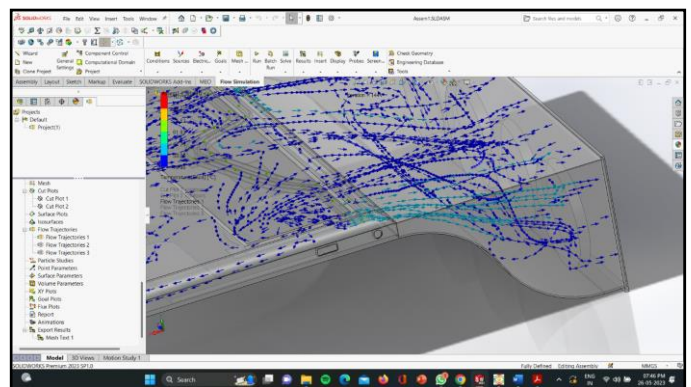 SOLIDWORKS File Edit View Insert Tools Window Assem1.SLDASM Search files and models
Wizard Component Control
New General Settings Computational Domain
Clone Project Project
Conditions Sources Goals Mesh Run Batch Run Solve Results Insert Display Probes Screen...
Check Geometry
Engineering Database
Tools
Assembly Layout Sketch Markup Evaluate SOLIDWORKS Add-Ins MBD Flow Simulation
Projects
Default
Project(1)
Mesh
Cut Plots
Cut Plot 1
Cut Plot 2
Surface Plots
Isosurfaces
Flow Trajectories
Flow Trajectories 1
Flow Trajectories 2
Flow Trajectories 3
Particle Studies
Point Parameters
Surface Parameters
Volume Parameters
XY Plots
Goal Plots
Flux Plots
Report
Animations
Export Results
Mesh Text 1
Model 3D Views Motion Study 1
SOLIDWORKS Premium 2023 SP1.0 Fully Defined Editing Assembly MMGS
Search ENG 07:46 PM
IN 26-05-2023